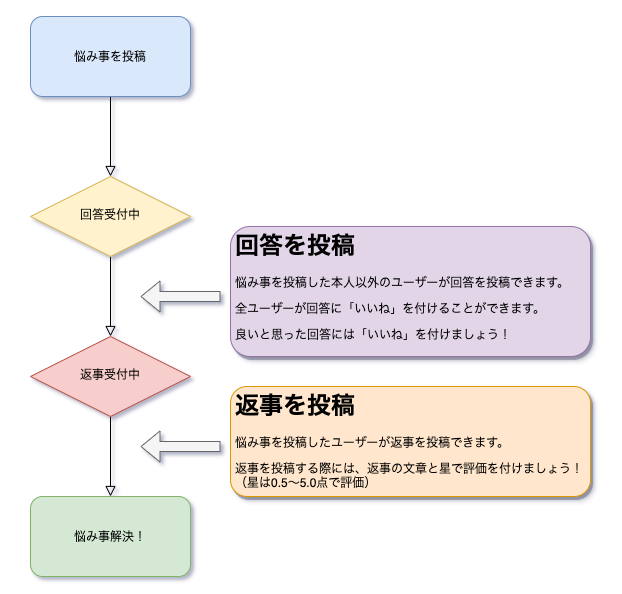 悩み事を投稿
回答受付中
回答を投稿
悩み事を投稿した本人以外のユーザーが回答を投稿できます。
全ユーザーが回答に「いいね」を付けることができます。
良いと思った回答には「いいね」を付けましょう！
返事受付中
返事を投稿
悩み事を投稿したユーザーが返事を投稿できます。
返事を投稿する際には、返事の文章と星で評価を付けましょう！
（星は0.5〜5.0点で評価）
悩み事解決！